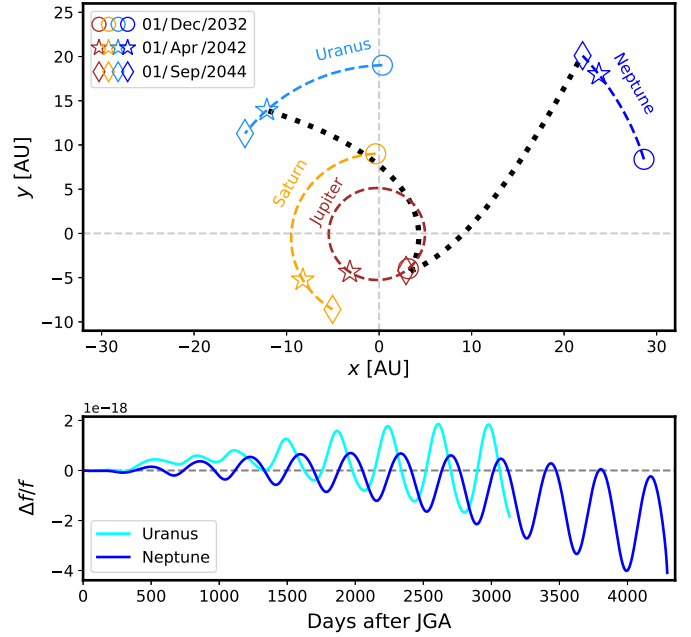 25
20
15
10
5
0
−5
−10
y [AU]
01/Dec/2032
01/Apr/2042
01/Sep/2044
Uranus
Neptune
Saturn
Jupiter
−30 −20 −10 0 10 20 30
x [AU]
1e−18
2
0
−2
−4
Δf/f
Uranus
Neptune
0 500 1000 1500 2000 2500 3000 3500 4000
Days after JGA